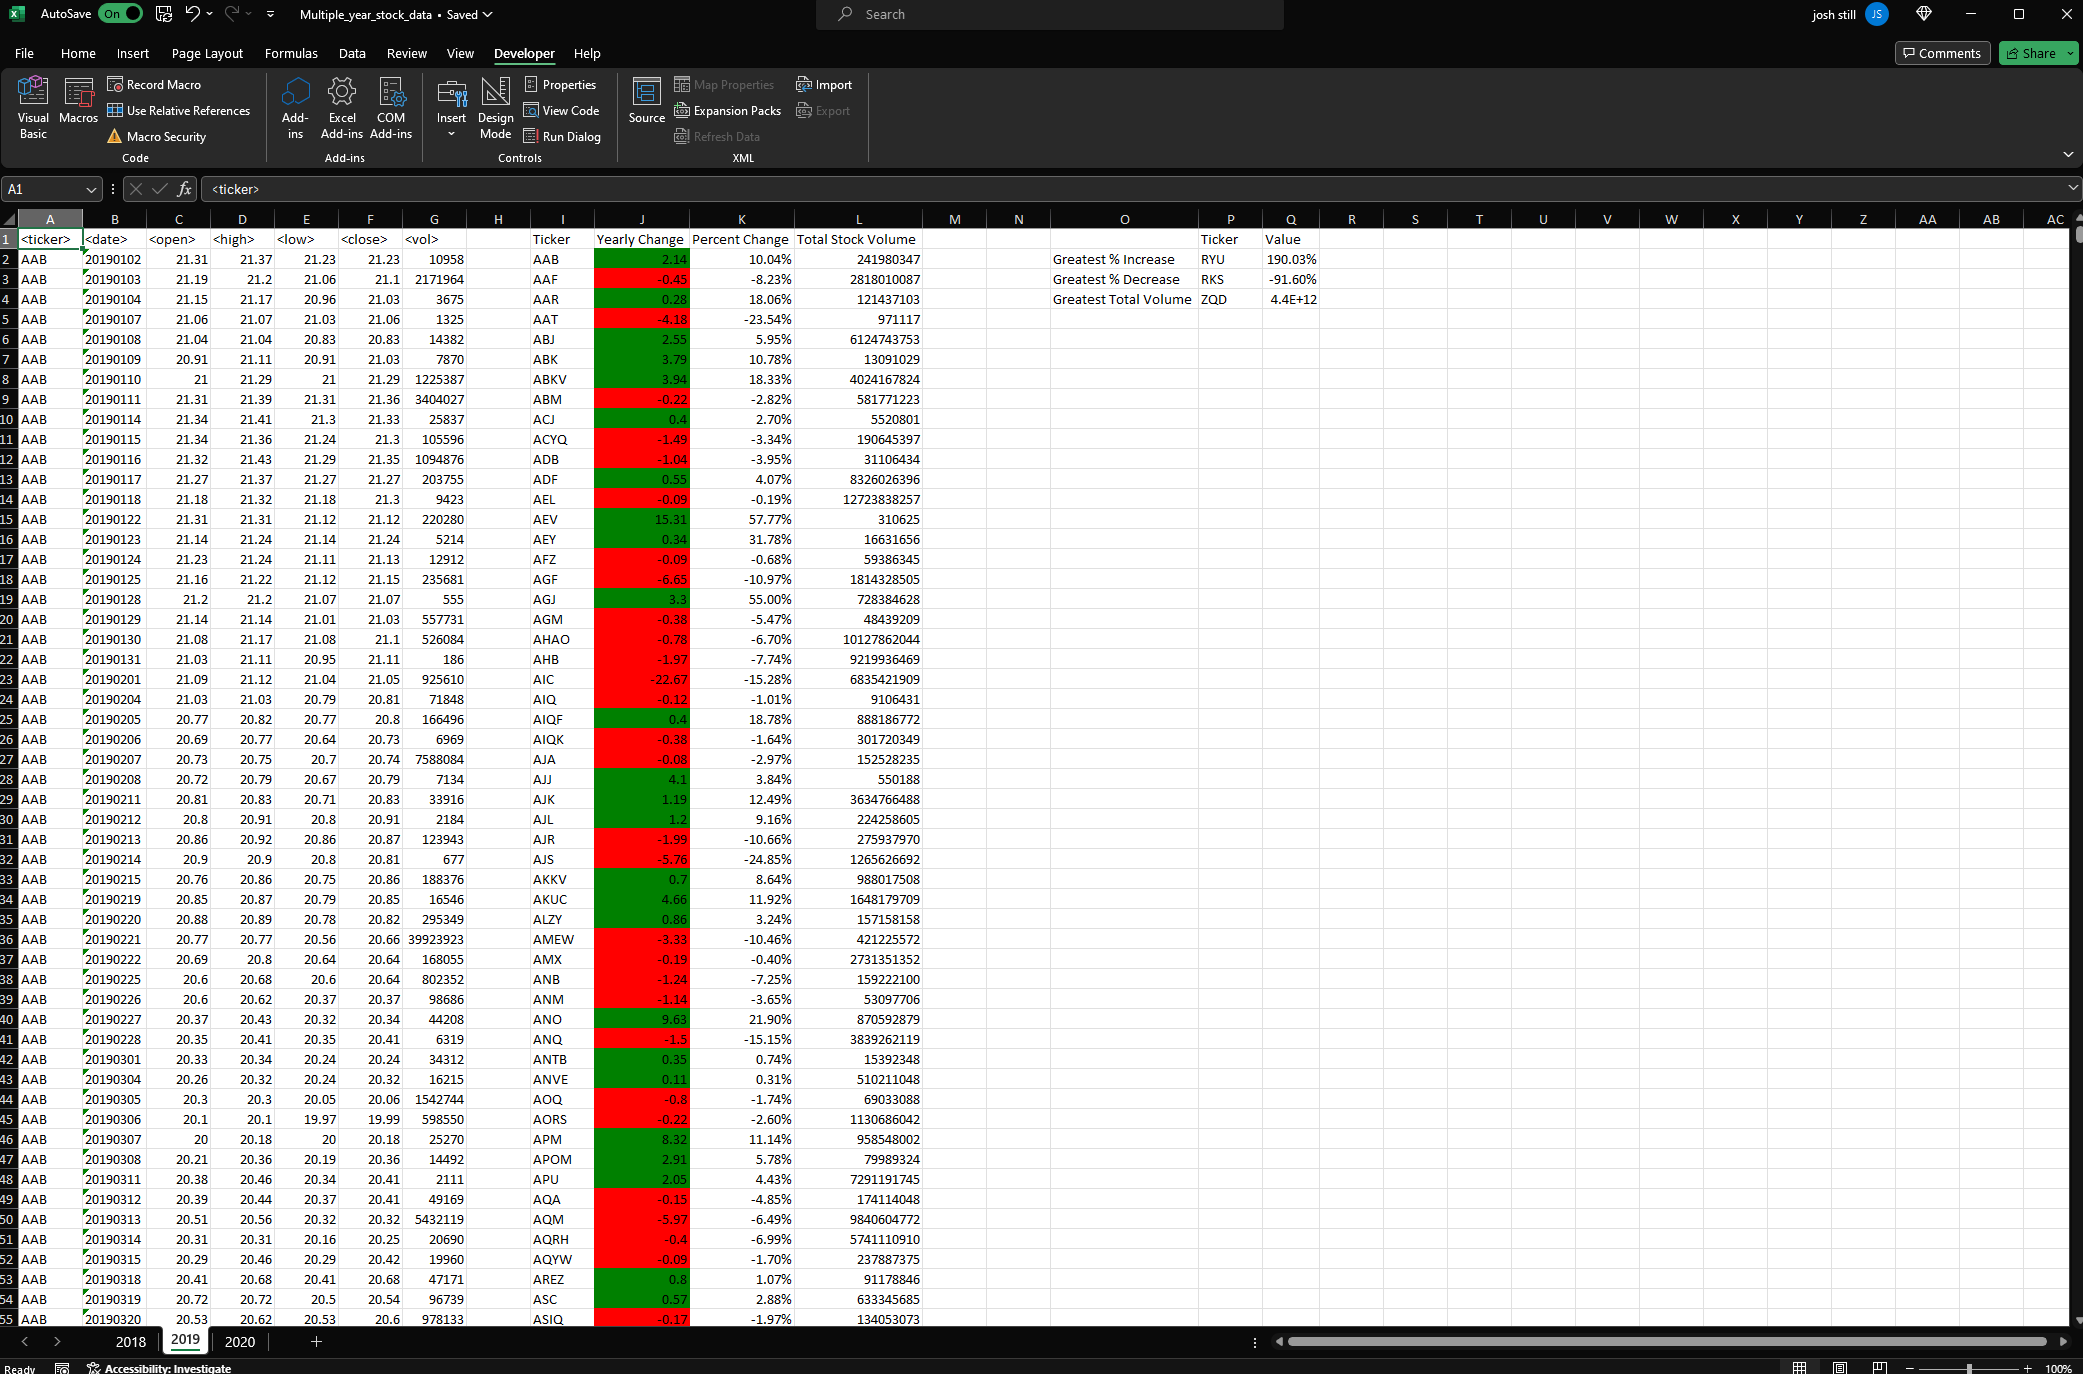 AutoSave On Multiple_year_stock_data • Saved Search josh still JS
File Home Insert Page Layout Formulas Data Review View Developer Help Comments Share
Visual Basic Macros Record Macro Use Relative References Macro Security Code
Add-ins Excel Add-ins COM Add-ins Add-ins
Insert Design Mode Properties View Code Run Dialog Controls
Source Map Properties Expansion Packs Refresh Data Import Export XML
A1 fx <ticker>
A B C D E F G H I J K L M N O P Q R S T U V W X Y Z AA AB AC
1 <ticker> <date> <open> <high> <low> <close> <vol> Ticker Yearly Change Percent Change Total Stock Volume Ticker Value
2 AAB 20190102 21.31 21.37 21.23 21.23 10958 AAB 2.14 10.04% 241980347 Greatest % Increase RYU 190.03%
3 AAB 20190103 21.19 21.2 21.06 21.1 2171964 AAF -0.45 -8.23% 2818010087 Greatest % Decrease RKS -91.60%
4 AAB 20190104 21.15 21.17 20.96 21.03 3675 AAR 0.28 18.06% 121437103 Greatest Total Volume ZQD 4.4E+12
5 AAB 20190107 21.06 21.07 21.03 21.06 1325 AAT -4.18 -23.54% 971117
6 AAB 20190108 21.04 21.04 20.83 20.83 14382 ABJ 2.55 5.95% 6124743753
7 AAB 20190109 20.91 21.11 20.91 21.03 7870 ABK 3.79 10.78% 13091029
8 AAB 20190110 21 21.29 21 21.29 1225387 ABKV 3.94 18.33% 4024167824
9 AAB 20190111 21.31 21.39 21.31 21.36 3404027 ABM -0.22 -2.82% 581771223
10 AAB 20190114 21.34 21.41 21.3 21.33 25837 ACJ 0.4 2.70% 5520801
11 AAB 20190115 21.34 21.36 21.24 21.3 105596 ACYQ -1.49 -3.34% 190645397
12 AAB 20190116 21.32 21.43 21.29 21.35 1094876 ADB -1.04 -3.95% 31106434
13 AAB 20190117 21.27 21.37 21.27 21.27 203755 ADF 0.55 4.07% 8326026396
14 AAB 20190118 21.18 21.32 21.18 21.3 9423 AEL -0.09 -0.19% 12723838257
15 AAB 20190122 21.31 21.31 21.12 21.12 220280 AEV 15.31 57.77% 310625
16 AAB 20190123 21.14 21.24 21.14 21.24 5214 AEY 0.34 31.78% 16631656
17 AAB 20190124 21.23 21.24 21.11 21.13 12912 AFZ -0.09 -0.68% 59386345
18 AAB 20190125 21.16 21.22 21.12 21.15 235681 AGF -6.65 -10.97% 1814328505
19 AAB 20190128 21.2 21.2 21.07 21.07 555 AGJ 3.3 55.00% 728384628
20 AAB 20190129 21.14 21.14 21.01 21.03 557731 AGM -0.38 -5.47% 48439209
21 AAB 20190130 21.08 21.17 21.08 21.1 526084 AHAO -0.78 -6.70% 10127862044
22 AAB 20190131 21.03 21.11 20.95 21.11 186 AHB -1.97 -7.74% 9219936469
23 AAB 20190201 21.09 21.12 21.04 21.05 925610 AIC -22.67 -15.28% 6835421909
24 AAB 20190204 21.03 21.03 20.79 20.81 71848 AIQ -0.12 -1.01% 9106431
25 AAB 20190205 20.77 20.82 20.77 20.8 166496 AIQF 0.4 18.78% 888186772
26 AAB 20190206 20.69 20.77 20.64 20.73 6969 AIQK -0.38 -1.64% 301720349
27 AAB 20190207 20.73 20.75 20.7 20.74 7588084 AJA -0.08 -2.97% 152528235
28 AAB 20190208 20.72 20.79 20.67 20.79 7134 AJJ 4.1 3.84% 550188
29 AAB 20190211 20.81 20.83 20.71 20.83 33916 AJK 1.19 12.49% 3634766488
30 AAB 20190212 20.8 20.91 20.8 20.91 2184 AJL 1.2 9.16% 224258605
31 AAB 20190213 20.86 20.92 20.86 20.87 123943 AJR -1.99 -10.66% 275937970
32 AAB 20190214 20.9 20.9 20.8 20.81 677 AJS -5.76 -24.85% 1265626692
33 AAB 20190215 20.76 20.86 20.75 20.86 188376 AKKV 0.7 8.64% 988017508
34 AAB 20190219 20.85 20.87 20.79 20.85 16546 AKUC 4.66 11.92% 1648179709
35 AAB 20190220 20.88 20.89 20.78 20.82 295349 ALZY 0.86 3.24% 157158158
36 AAB 20190221 20.77 20.77 20.56 20.66 39923923 AMEW -3.33 -10.46% 421225572
37 AAB 20190222 20.69 20.8 20.64 20.64 168055 AMX -0.19 -0.40% 2731351352
38 AAB 20190225 20.6 20.68 20.6 20.64 802352 ANB -1.24 -7.25% 159222100
39 AAB 20190226 20.6 20.62 20.37 20.37 98686 ANM -1.14 -3.65% 53097706
40 AAB 20190227 20.37 20.43 20.32 20.34 44208 ANO 9.63 21.90% 870592879
41 AAB 20190228 20.35 20.41 20.35 20.41 6319 ANQ -1.5 -15.15% 3839262119
42 AAB 20190301 20.33 20.34 20.24 20.24 34312 ANTB 0.35 0.74% 15392348
43 AAB 20190304 20.26 20.32 20.24 20.32 16215 ANVE 0.11 0.31% 510211048
44 AAB 20190305 20.3 20.3 20.05 20.06 1542744 AOQ -0.8 -1.74% 69033088
45 AAB 20190306 20.1 20.1 19.97 19.99 598550 AORS -0.22 -2.60% 1130686042
46 AAB 20190307 20 20.18 20 20.18 25270 APM 8.32 11.14% 958548002
47 AAB 20190308 20.21 20.36 20.19 20.36 14492 APOM 2.91 5.78% 79989324
48 AAB 20190311 20.38 20.46 20.34 20.41 2111 APU 2.05 4.43% 7291191745
49 AAB 20190312 20.39 20.44 20.37 20.41 49169 AQA -0.15 -4.85% 174114048
50 AAB 20190313 20.51 20.56 20.32 20.32 5432119 AQM -5.97 -6.49% 9840604772
51 AAB 20190314 20.31 20.31 20.16 20.25 20690 AQRH -0.4 -6.99% 5741110910
52 AAB 20190315 20.29 20.46 20.29 20.42 19960 AQYW -0.09 -1.70% 237887375
53 AAB 20190318 20.41 20.68 20.41 20.68 47171 AREZ 0.8 1.07% 91178846
54 AAB 20190319 20.72 20.72 20.5 20.54 96739 ASC 0.57 2.88% 633345685
55 AAB 20190320 20.53 20.62 20.53 20.6 978133 ASIQ -0.17 -1.97% 134053073
2018 2019 2020
Ready Accessibility: Investigate 100%